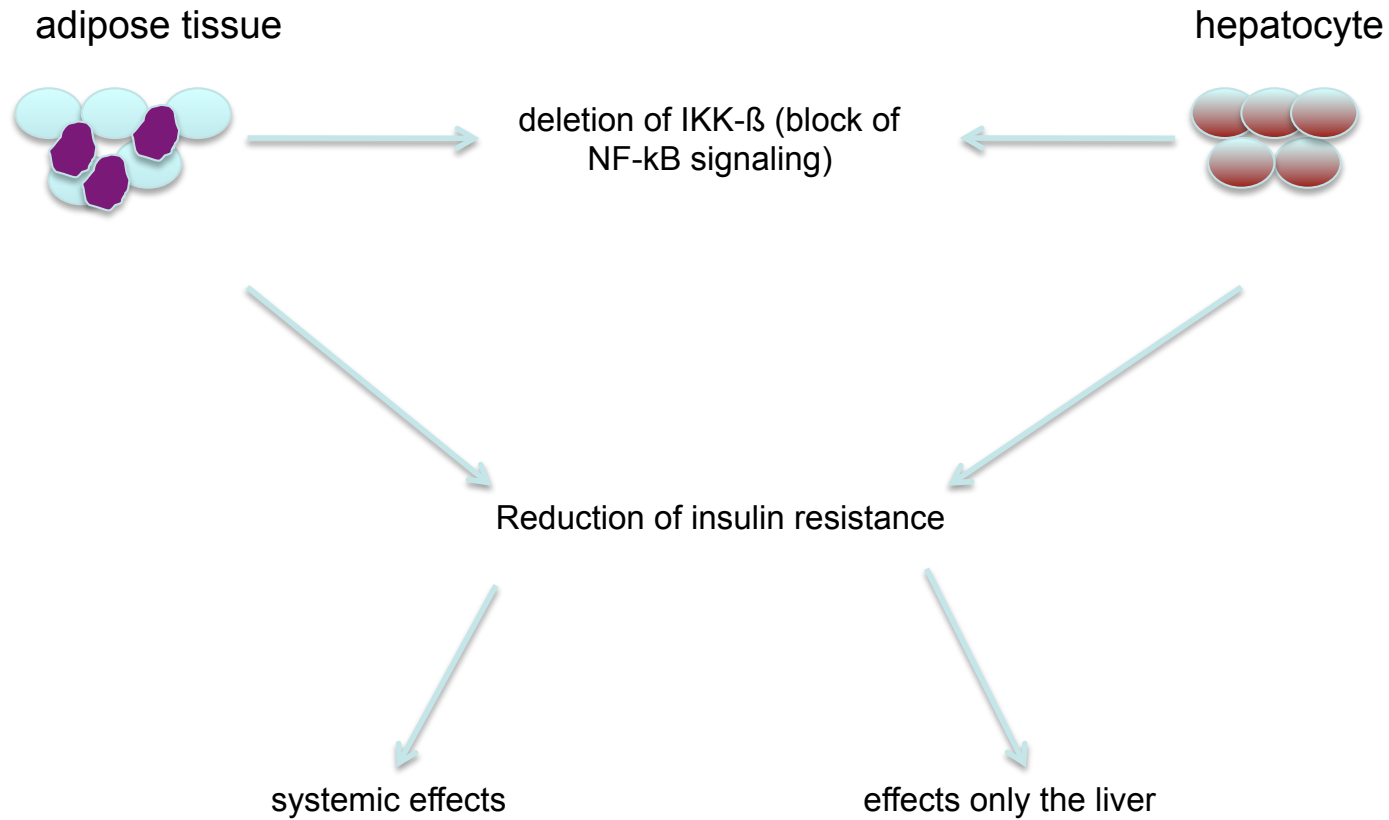 adipose tissue
hepatocyte
deletion of IKK-ß (block of
NF-kB signaling)
Reduction of insulin resistance
systemic effects
effects only the liver